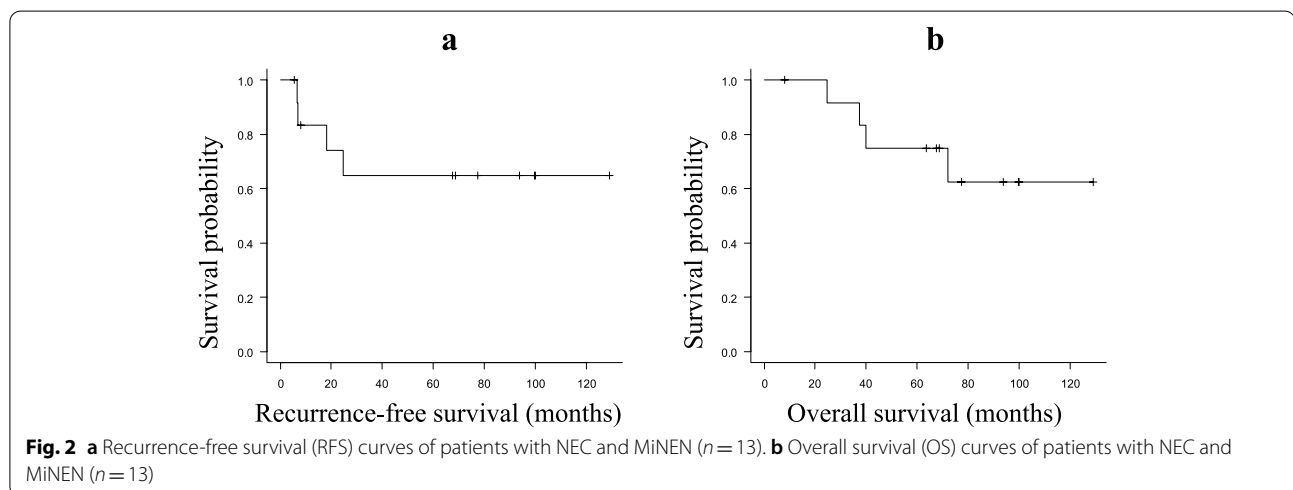 a
b
1.0
0.8
0.6
0.4
0.2
0.0
Survival probability
0 20 40 60 80 100 120
Recurrence-free survival (months)
1.0
0.8
0.6
0.4
0.2
0.0
Survival probability
0 20 40 60 80 100 120
Overall survival (months)
Fig. 2 a Recurrence-free survival (RFS) curves of patients with NEC and MiNEN (n = 13). b Overall survival (OS) curves of patients with NEC and
MiNEN (n = 13)